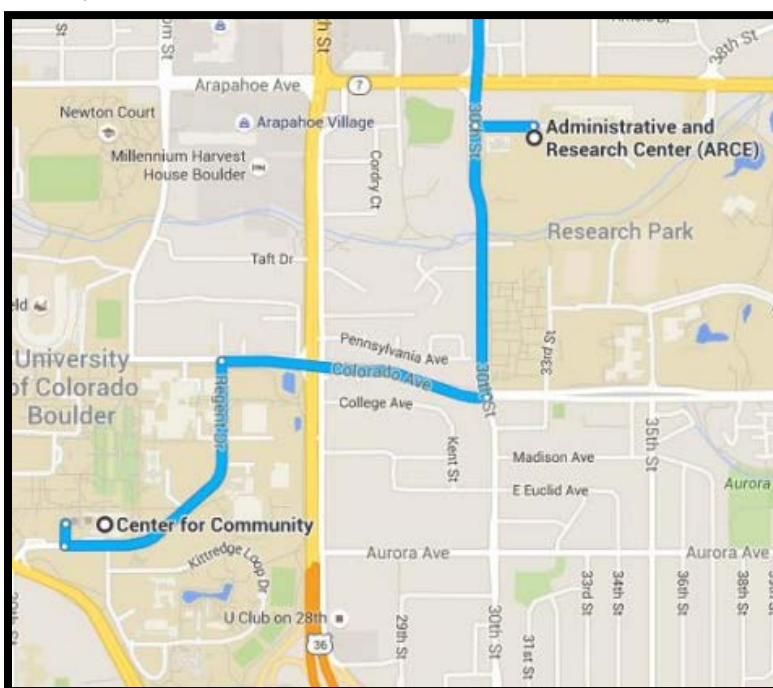 38th St
Arapahoe Ave
7
30th St
Newton Court
Arapahoe Village
Administrative and
Research Center (ARCE)
Millennium Harvest
House Boulder
Cordry Ct
Research Park
Taft Dr
Pennsylvania Ave
33rd St
University
of Colorado
Boulder
Colorado Ave
30th St
Regent Dr
College Ave
Kent St
35th St
Madison Ave
E Euclid Ave
Aurora
Center for Community
Kittredge Loop Dr
Aurora Ave
Aurora Ave
U Club on 28th
36
29th St
30th St
31st St
33rd St
34th St
36th St
38th St